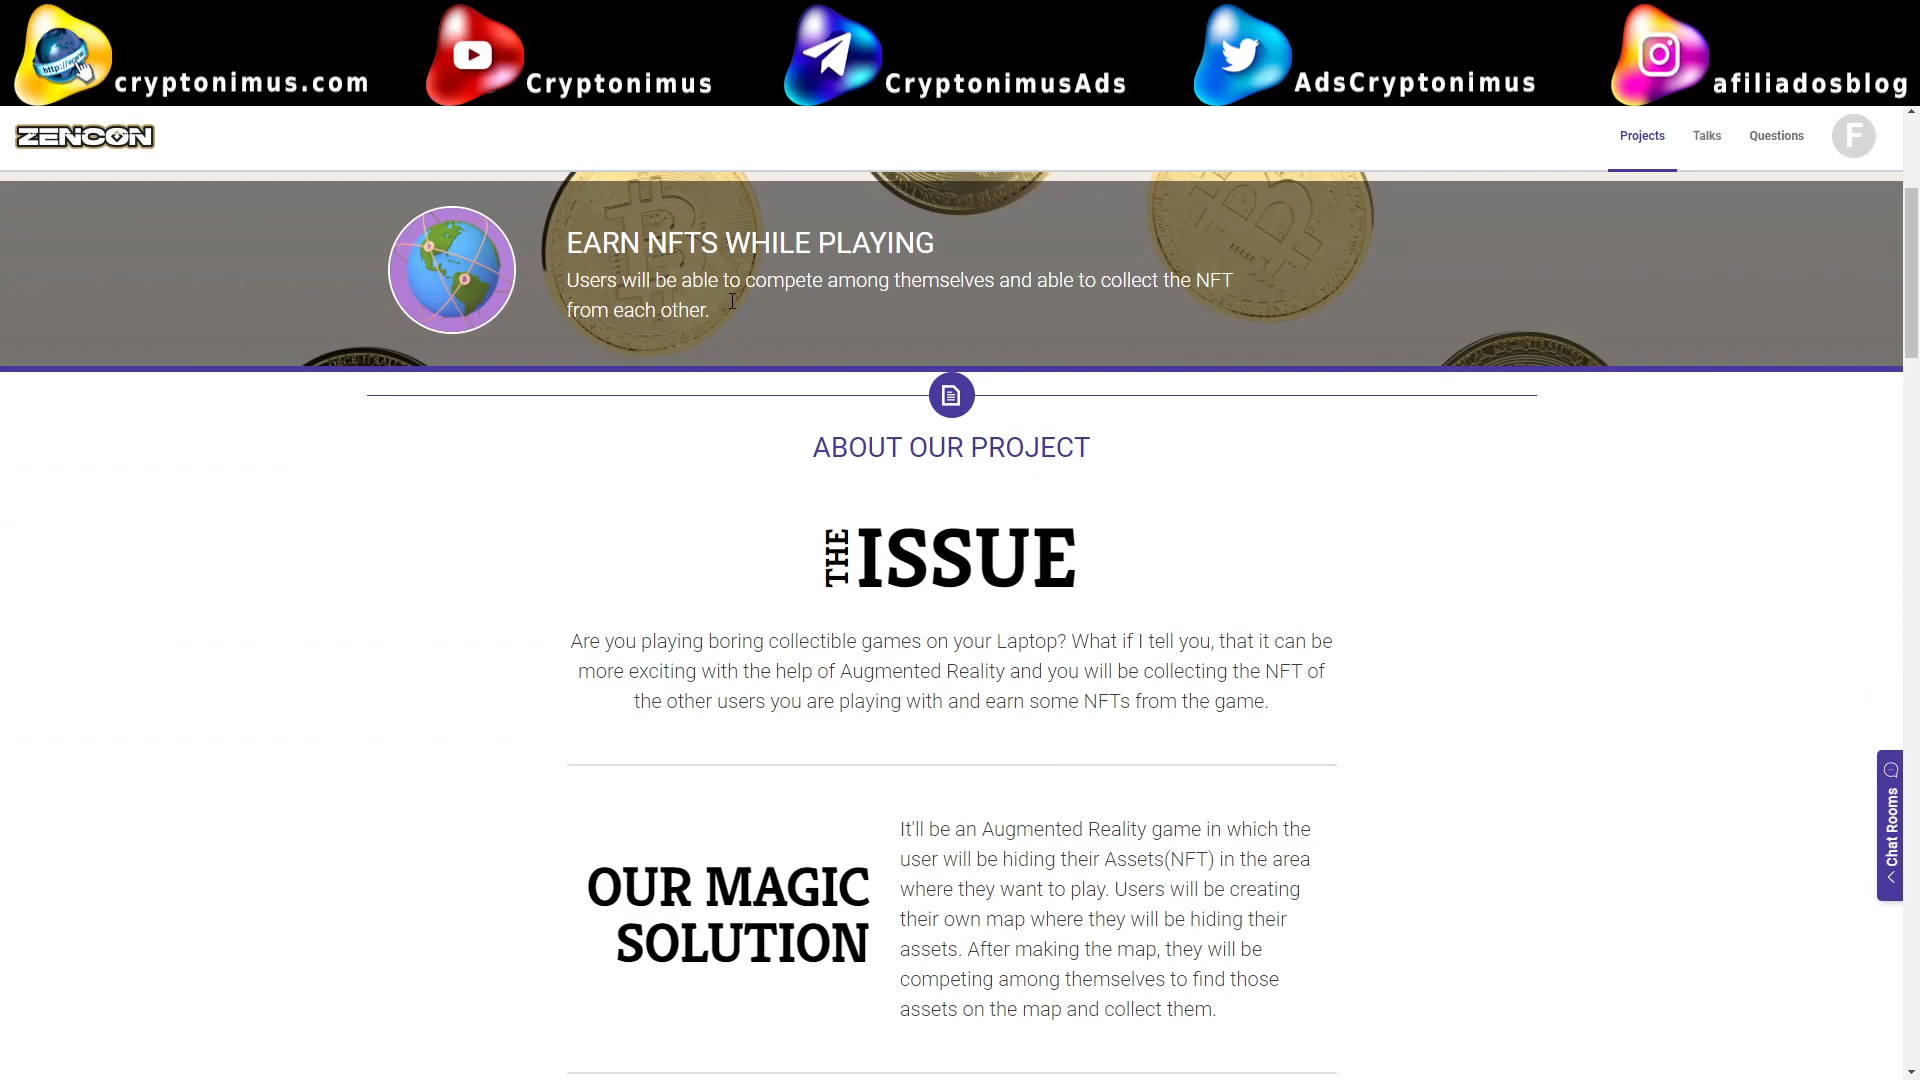 cryptonimus.com
Cryptonimus
CryptonimusAds
AdsCryptonimus
afiliadosblog
ZENCON
Projects
Talks
Questions
F
EARN NFTS WHILE PLAYING
Users will be able to compete among themselves and able to collect the NFT
from each other.
ABOUT OUR PROJECT
THE ISSUE
Are you playing boring collectible games on your Laptop? What if I tell you, that it can be
more exciting with the help of Augmented Reality and you will be collecting the NFT of
the other users you are playing with and earn some NFTs from the game.
OUR MAGIC
SOLUTION
It'll be an Augmented Reality game in which the
user will be hiding their Assets(NFT) in the area
where they want to play. Users will be creating
their own map where they will be hiding their
assets. After making the map, they will be
competing among themselves to find those
assets on the map and collect them.
Chat Rooms